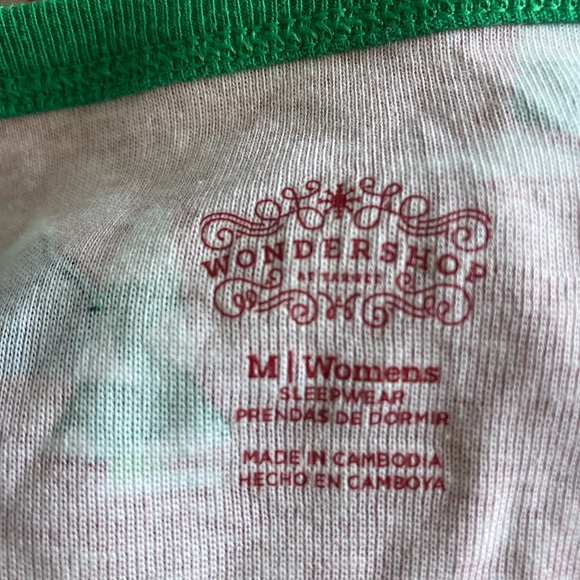 WONDERSHOP
AT TARGET
M | Womens
SLEEPWEAR
PRENDAS DE DORMIR
MADE IN CAMBODIA
HECHO EN CAMBOYA